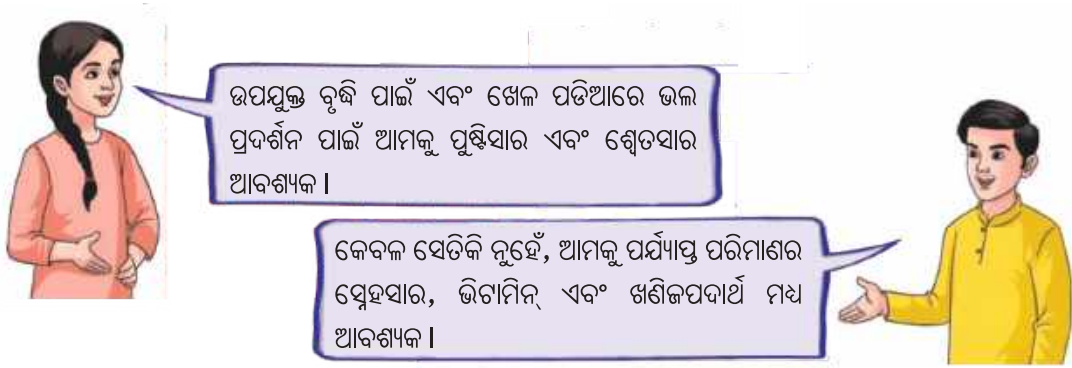 ଉପଯୁକ୍ତ ବୃଦ୍ଧି ପାଇଁ ଏବଂ ଖେଳ ପଡିଆରେ ଭଲ
ପ୍ରଦର୍ଶନ ପାଇଁ ଆମକୁ ପୁଷ୍ଟିସାର ଏବଂ ଶ୍ୱେତସାର
ଆବଶ୍ୟକ।
କେବଳ ସେତିକି ନୁହେଁ, ଆମକୁ ପର୍ଯ୍ୟାପ୍ତ ପରିମାଣର
ସ୍ନେହସାର, ଭିଟାମିନ୍ ଏବଂ ଖଣିଜପଦାର୍ଥ ମଧ୍ୟ
ଆବଶ୍ୟକ।